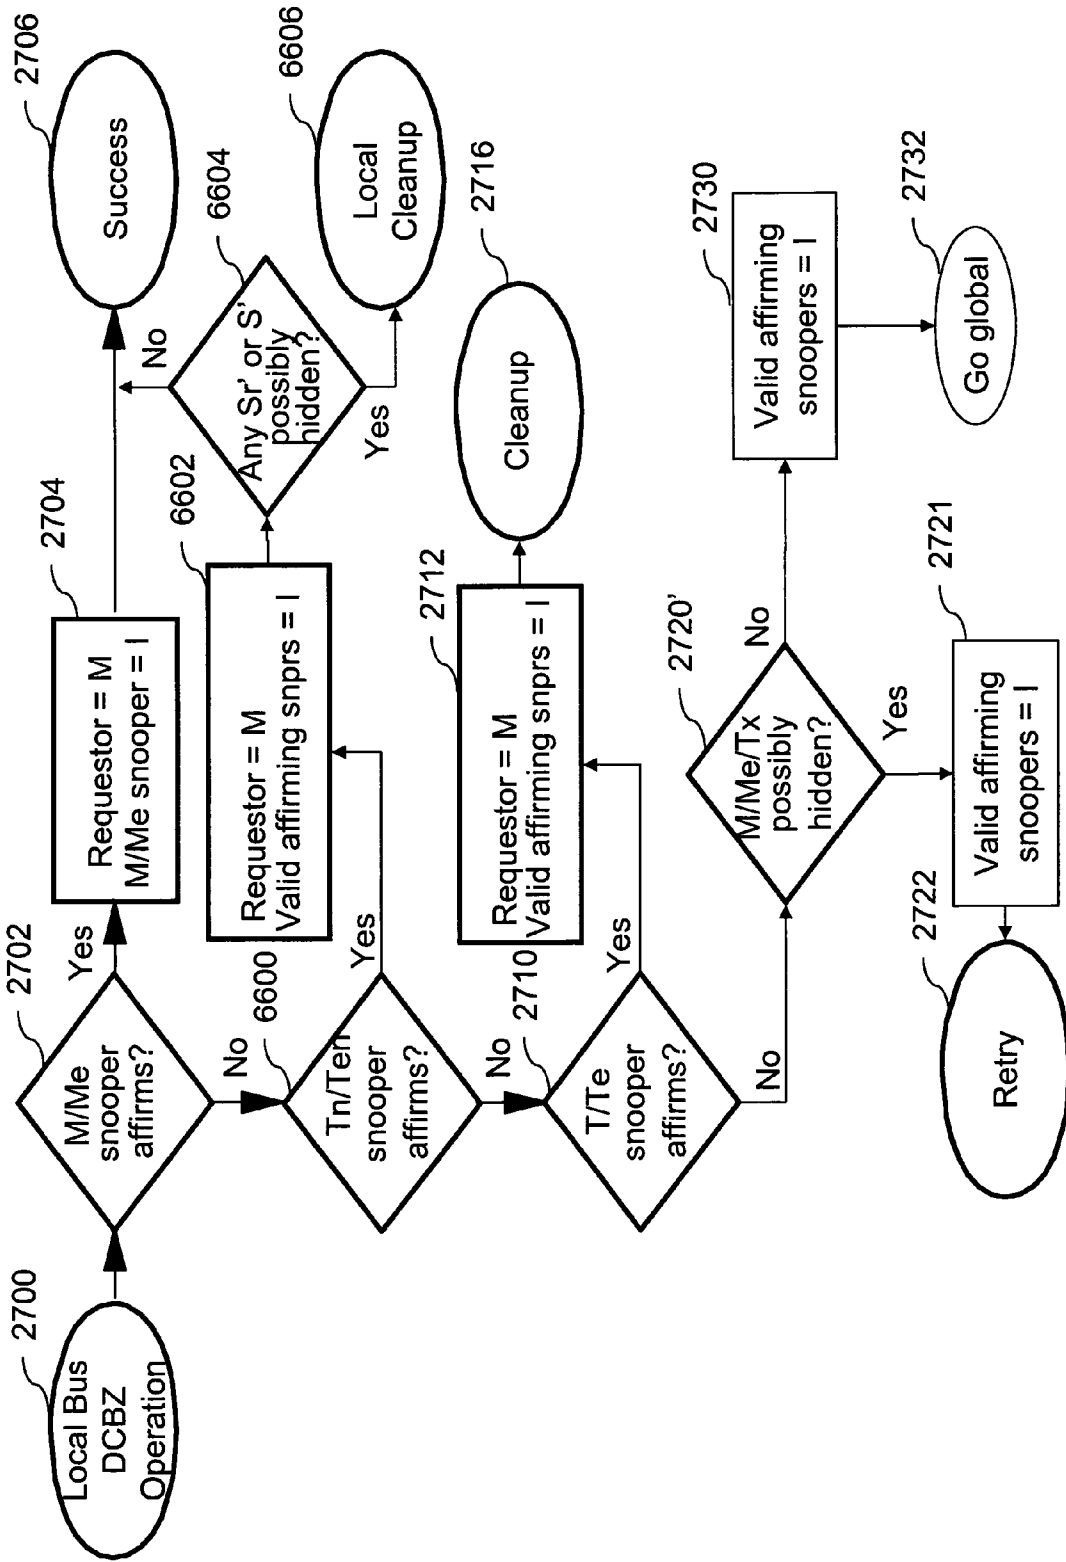 2700
Local Bus
DCBZ
Operation
2702
M/Me
snooper
affirms?
Yes
No
2704
Requestor = M
M/Me snooper = I
2706
Success
6600
Tn/Ten
snooper
affirms?
Yes
No
6602
Requestor = M
Valid affirming snprs = I
6604
Any Sr' or S'
possibly
hidden?
No
Yes
6606
Local
Cleanup
2710
T/Te
snooper
affirms?
Yes
No
2712
Requestor = M
Valid affirming snprs = I
2716
Cleanup
2720'
M/Me/Tx
possibly
hidden?
No
Yes
2730
Valid affirming
snoopers = I
2732
Go global
2721
Valid affirming
snoopers = I
2722
Retry